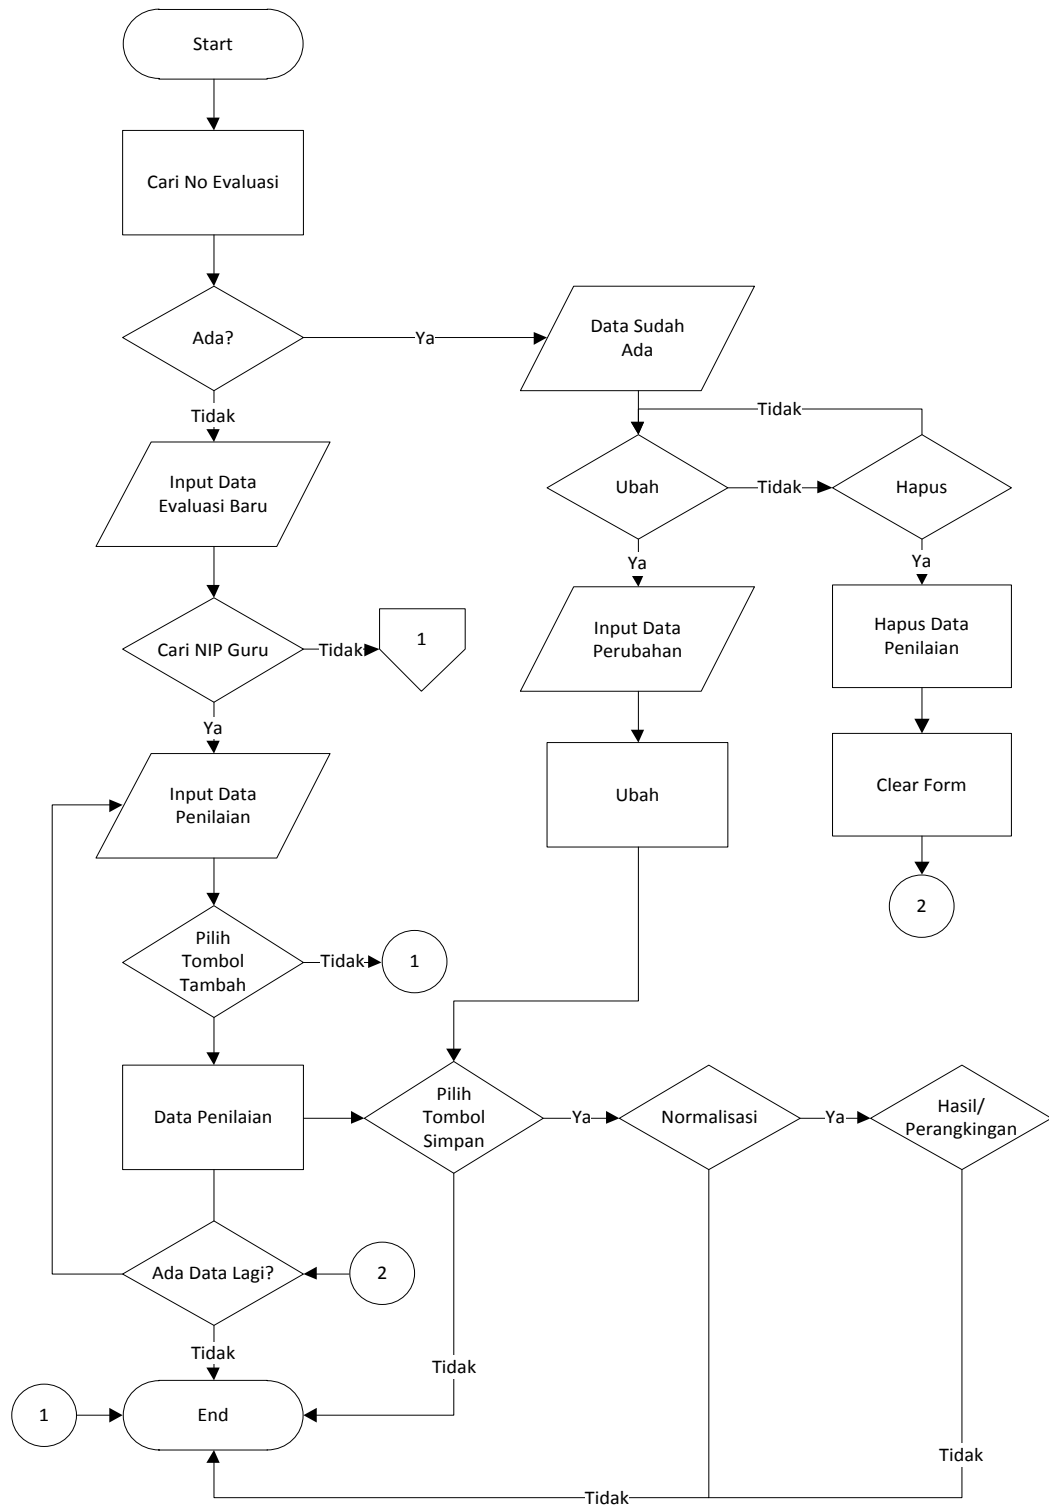 Start
Cari No Evaluasi
Ada?
Ya
Data Sudah
Ada
Tidak
Tidak
Input Data
Evaluasi Baru
Ubah
Tidak
Hapus
Ya
Ya
Cari NIP Guru
Tidak
1
Input Data
Perubahan
Hapus Data
Penilaian
Ya
Input Data
Penilaian
Ubah
Clear Form
2
Pilih
Tombol
Tambah
Tidak
1
Data Penilaian
Pilih
Tombol
Simpan
Ya
Normalisasi
Ya
Hasil/
Perangkingan
Ada Data Lagi?
2
Tidak
Tidak
1
End
Tidak
Tidak